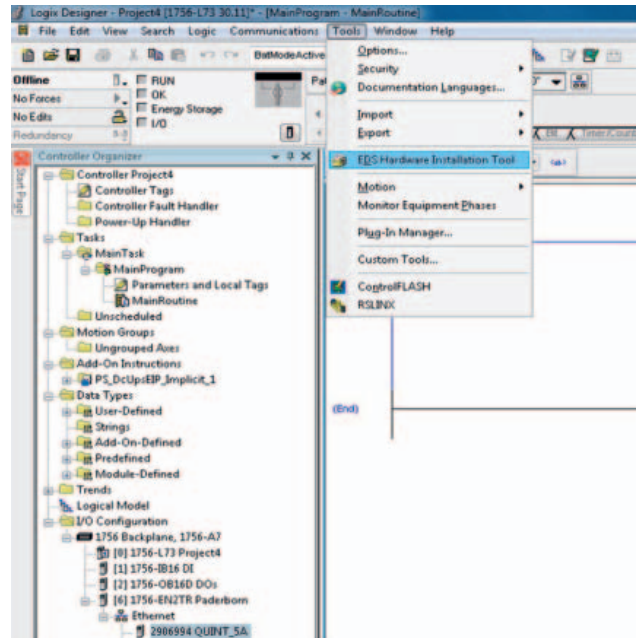 Logix Designer - Project4 [1756-L73 30.11]* - [MainProgram - MainRoutine]
File Edit View Search Logic Communications Tools Window Help
BatModeActive
Offline
RUN
No Forces
OK
No Edits
Energy Storage
Redundancy
I/O
Options...
Security
Documentation Languages...
Import
Export
EDS Hardware Installation Tool
Motion
Monitor Equipment Phases
Plug-In Manager...
Custom Tools...
ControlFLASH
RSLINX
Start Page
Controller Organizer
Controller Project4
Controller Tags
Controller Fault Handler
Power-Up Handler
Tasks
MainTask
MainProgram
Parameters and Local Tags
MainRoutine
Unscheduled
Motion Groups
Ungrouped Axes
Add-On Instructions
PS_DcUpsEIP_Implicit_1
Data Types
User-Defined
Strings
Add-On-Defined
Predefined
Module-Defined
Trends
Logical Model
I/O Configuration
1756 Backplane, 1756-A7
[0] 1756-L73 Project4
[1] 1756-IB16 DI
[2] 1756-OB16D DOs
[6] 1756-EN2TR Paderborn
Ethernet
2906994 QUINT_5A
(End)